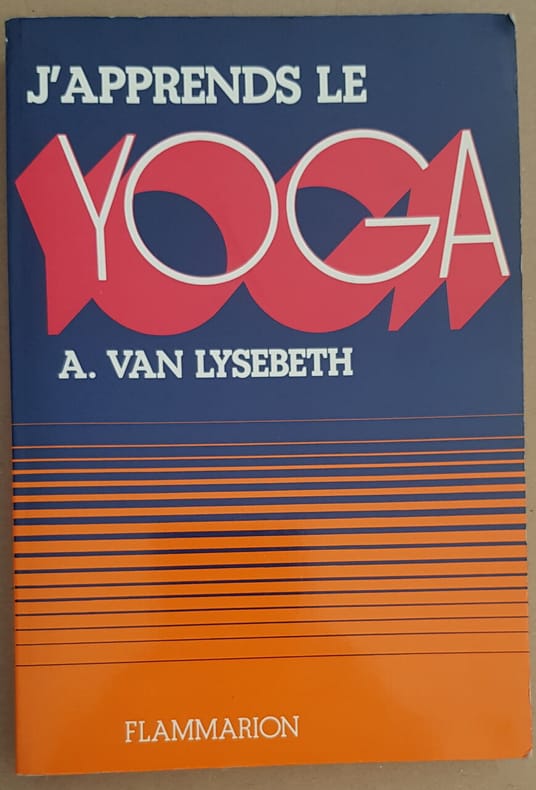 J'APPRENDS LE
YOGA
A. VAN LYSEBETH
FLAMMARION